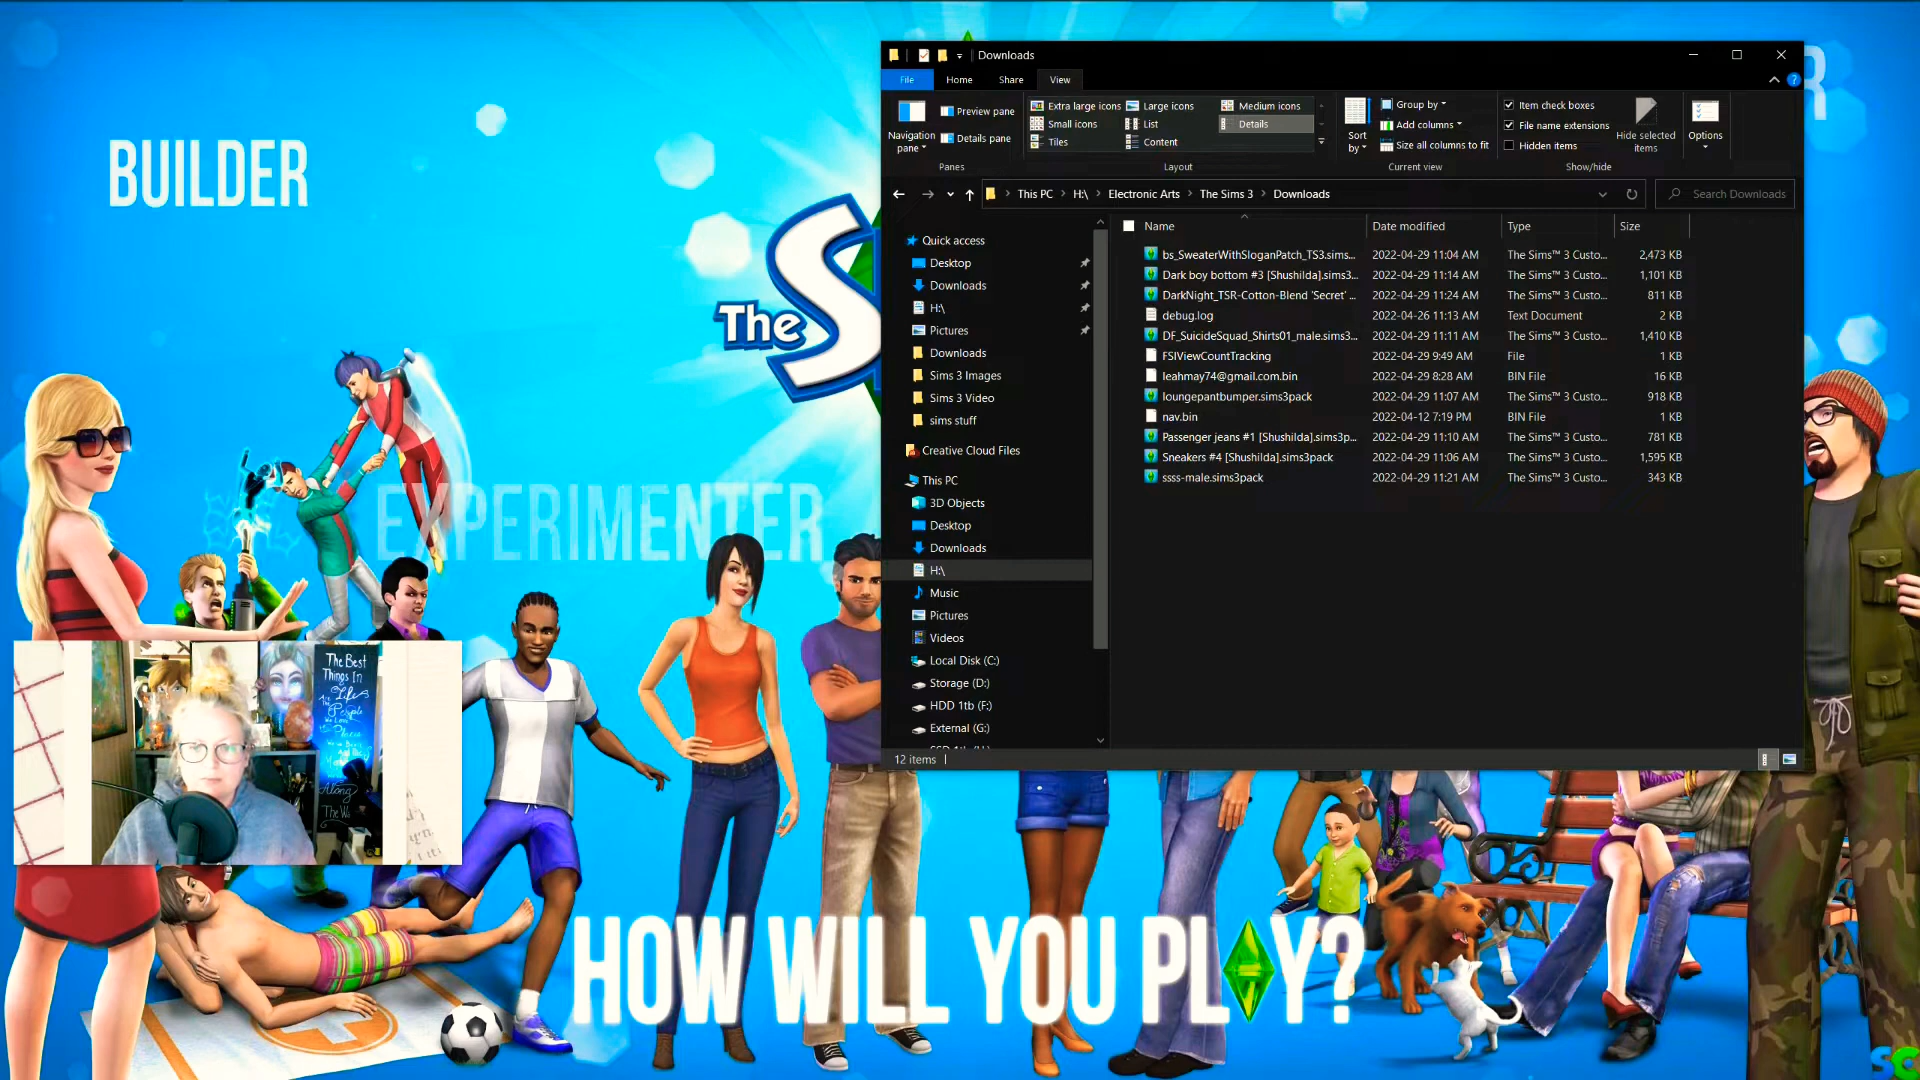 BUILDER
The S
EXPERIMENTER
HOW WILL YOU PLAY?
R
The Best
Things In
Life
Are The
People
We Love
Places
Along
The
SC
Downloads
File
Home
Share
View
Navigation pane
Preview pane
Details pane
Panes
Extra large icons
Large icons
Medium icons
Small icons
List
Details
Tiles
Content
Layout
Sort by
Group by
Add columns
Size all columns to fit
Current view
Item check boxes
File name extensions
Hidden items
Hide selected items
Show/hide
Options
This PC > H:\ > Electronic Arts > The Sims 3 > Downloads
Search Downloads
Quick access
Desktop
Downloads
H:\
Pictures
Downloads
Sims 3 Images
Sims 3 Video
sims stuff
Creative Cloud Files
This PC
3D Objects
Desktop
Downloads
H:\
Music
Pictures
Videos
Local Disk (C:)
Storage (D:)
HDD 1tb (F:)
External (G:)
Name Date modified Type Size
bs_SweaterWithSloganPatch_TS3.sims... 2022-04-29 11:04 AM The Sims™ 3 Custo... 2,473 KB
Dark boy bottom #3 [Shushilda].sims3... 2022-04-29 11:14 AM The Sims™ 3 Custo... 1,101 KB
DarkNight_TSR-Cotton-Blend 'Secret' ... 2022-04-29 11:24 AM The Sims™ 3 Custo... 811 KB
debug.log 2022-04-26 11:13 AM Text Document 2 KB
DF_SuicideSquad_Shirts01_male.sims3... 2022-04-29 11:11 AM The Sims™ 3 Custo... 1,410 KB
FSIViewCountTracking 2022-04-29 9:49 AM File 1 KB
leahmay74@gmail.com.bin 2022-04-29 8:28 AM BIN File 16 KB
loungepantbumper.sims3pack 2022-04-29 11:07 AM The Sims™ 3 Custo... 918 KB
nav.bin 2022-04-12 7:19 PM BIN File 1 KB
Passenger jeans #1 [Shushilda].sims3p... 2022-04-29 11:10 AM The Sims™ 3 Custo... 781 KB
Sneakers #4 [Shushilda].sims3pack 2022-04-29 11:06 AM The Sims™ 3 Custo... 1,595 KB
ssss-male.sims3pack 2022-04-29 11:21 AM The Sims™ 3 Custo... 343 KB
12 items